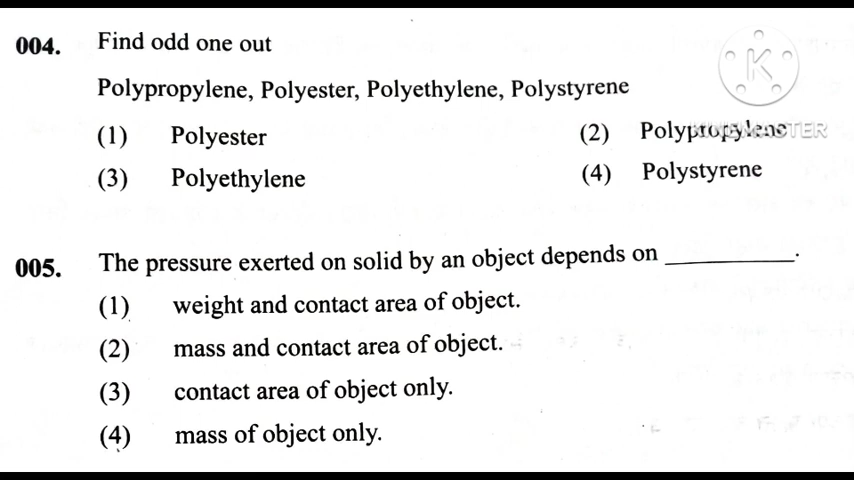 004. Find odd one out
Polypropylene, Polyester, Polyethylene, Polystyrene
(1) Polyester (2) Polypropylene
(3) Polyethylene (4) Polystyrene
K
KINEMASTER
005. The pressure exerted on solid by an object depends on __________.
(1) weight and contact area of object.
(2) mass and contact area of object.
(3) contact area of object only.
(4) mass of object only.